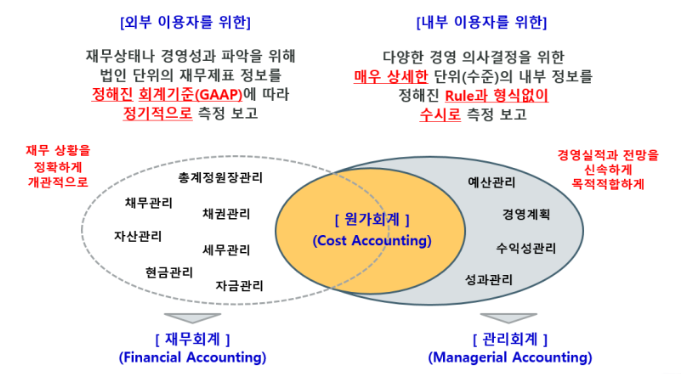 [외부 이용자를 위한]
재무상태나 경영성과 파악을 위해
법인 단위의 재무제표 정보를
정해진 회계기준(GAAP)에 따라
정기적으로 측정 보고
[내부 이용자를 위한]
다양한 경영 의사결정을 위한
매우 상세한 단위(수준)의 내부 정보를
정해진 Rule과 형식없이
수시로 측정 보고
재무 상황을
정확하게
개관적으로
경영실적과 전망을
신속하게
목적적합하게
총계정원장관리
채무관리
채권관리
자산관리
세무관리
현금관리
자금관리
[ 원가회계 ]
(Cost Accounting)
예산관리
경영계획
수익성관리
성과관리
[ 재무회계 ]
(Financial Accounting)
[ 관리회계 ]
(Managerial Accounting)